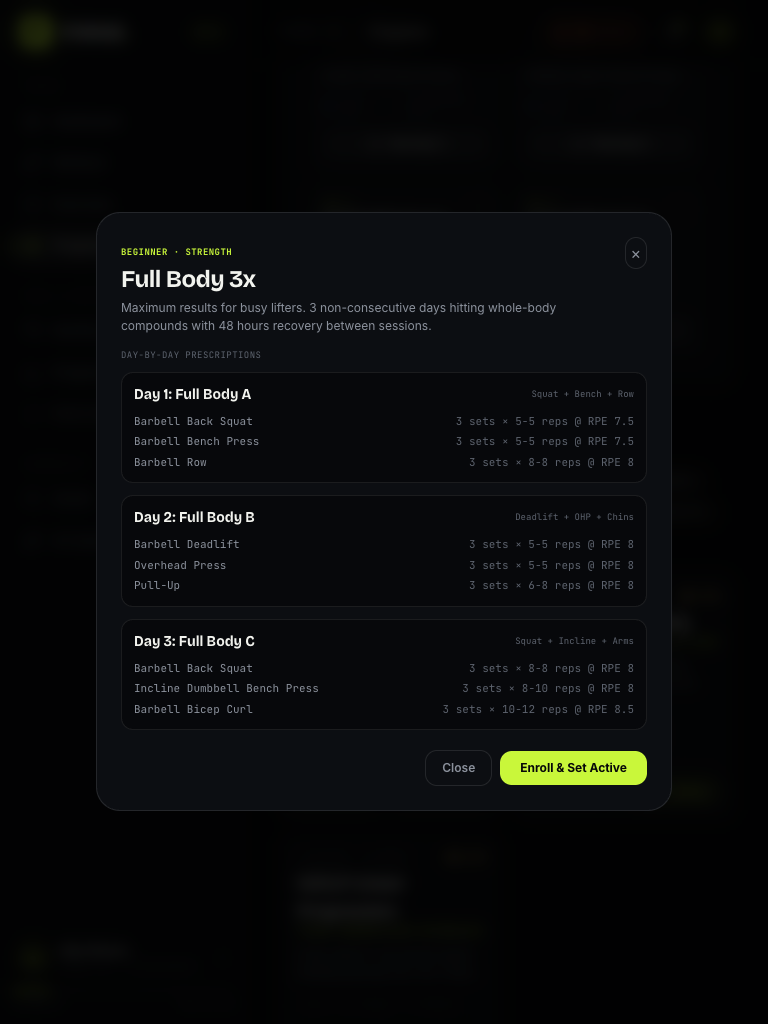 BEGINNER · STRENGTH
Full Body 3x
×
Maximum results for busy lifters. 3 non-consecutive days hitting whole-body
compounds with 48 hours recovery between sessions.
DAY-BY-DAY PRESCRIPTIONS
Day 1: Full Body A Squat + Bench + Row
Barbell Back Squat 3 sets × 5-5 reps @ RPE 7.5
Barbell Bench Press 3 sets × 5-5 reps @ RPE 7.5
Barbell Row 3 sets × 8-8 reps @ RPE 8
Day 2: Full Body B Deadlift + OHP + Chins
Barbell Deadlift 3 sets × 5-5 reps @ RPE 8
Overhead Press 3 sets × 5-5 reps @ RPE 8
Pull-Up 3 sets × 6-8 reps @ RPE 8
Day 3: Full Body C Squat + Incline + Arms
Barbell Back Squat 3 sets × 8-8 reps @ RPE 8
Incline Dumbbell Bench Press 3 sets × 8-10 reps @ RPE 8
Barbell Bicep Curl 3 sets × 10-12 reps @ RPE 8.5
Close Enroll & Set Active